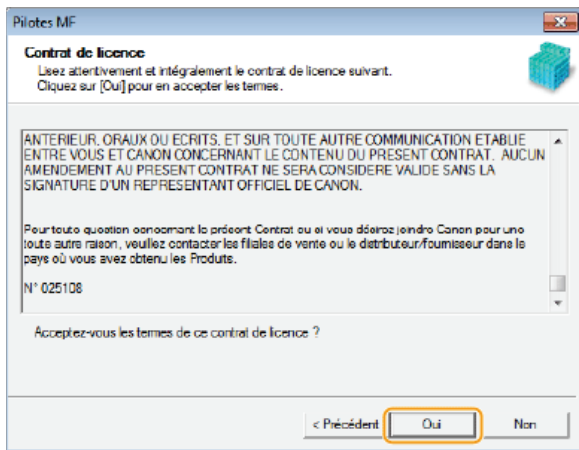 Pilotes MF
Contrat de licence
Lisez attentivement et intégralement le contrat de licence suivant.
Cliquez sur [Oui] pour en accepter les termes.
ANTERIEUR, ORAUX OU ECRITS, ET SUR TOUTE AUTRE COMMUNICATION ETABLIE
ENTRE VOUS ET CANON CONCERNANT LE CONTENU DU PRESENT CONTRAT. AUCUN
AMENDEMENT AU PRESENT CONTRAT NE SERA CONSIDERE VALIDE SANS LA
SIGNATURE D'UN REPRESENTANT OFFICIEL DE CANON.
Pour toute question concernant le présent Contrat ou si vous désirez joindre Canon pour une
toute autre raison, veuillez contacter les filiales de vente ou le distributeur/fournisseur dans le
pays où vous avez obtenu les Produits.
N° 025108
Acceptez-vous les termes de ce contrat de licence ?
< Précédent
Oui
Non